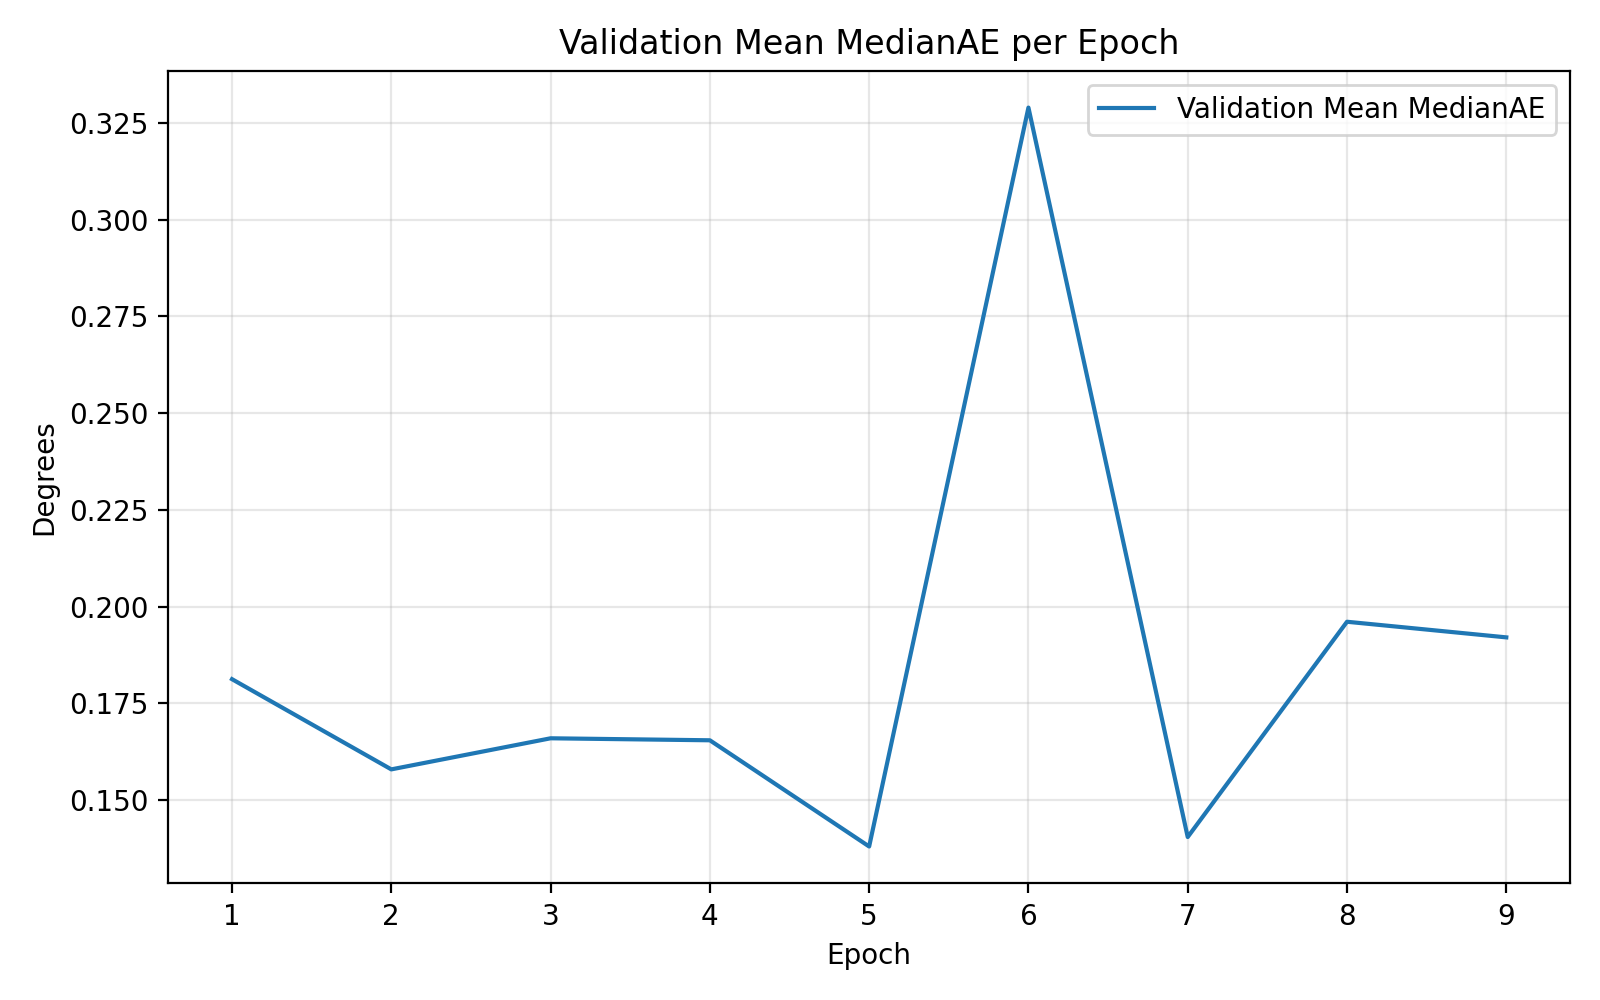 Validation Mean MedianAE per Epoch
Validation Mean MedianAE
0.325
0.300
0.275
0.250
0.225
0.200
0.175
0.150
Degrees
1 2 3 4 5 6 7 8 9
Epoch